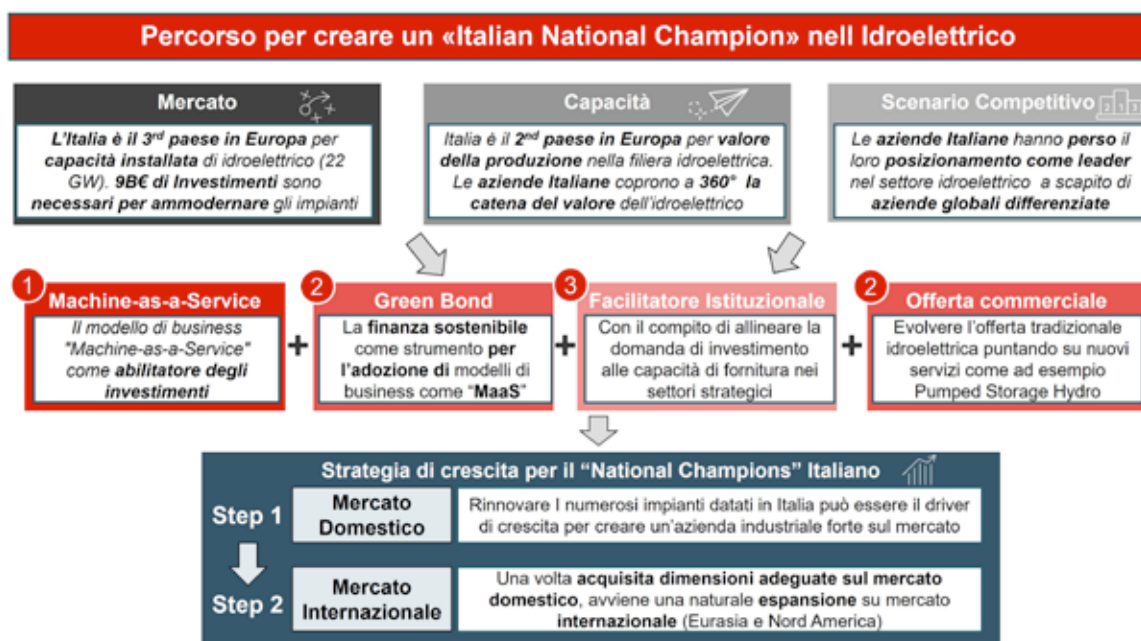 Percorso per creare un «Italian National Champion» nell Idroelettrico
Mercato
L'Italia è il 3rd paese in Europa per
capacità installata di idroelettrico (22
GW). 9B€ di Investimenti sono
necessari per ammodernare gli impianti
Capacità
Italia è il 2nd paese in Europa per valore
della produzione nella filiera idroelettrica.
Le aziende Italiane coprono a 360° la
catena del valore dell'idroelettrico
Scenario Competitivo
2 1 3
Le aziende Italiane hanno perso il
loro posizionamento come leader
nel settore idroelettrico a scapito di
aziende globali differenziate
1
Machine-as-a-Service
Il modello di business
"Machine-as-a-Service"
come abilitatore degli
investimenti
+
2
Green Bond
La finanza sostenibile
come strumento per
l'adozione di modelli di
business come "MaaS"
+
3
Facilitatore Istituzionale
Con il compito di allineare la
domanda di investimento
alle capacità di fornitura nei
settori strategici
+
2
Offerta commerciale
Evolvere l'offerta tradizionale
idroelettrica puntando su nuovi
servizi come ad esempio
Pumped Storage Hydro
Strategia di crescita per il "National Champions" Italiano
Step 1
Mercato
Domestico
Rinnovare I numerosi impianti datati in Italia può essere il driver
di crescita per creare un'azienda industriale forte sul mercato
Step 2
Mercato
Internazionale
Una volta acquisita dimensioni adeguate sul mercato
domestico, avviene una naturale espansione su mercato
internazionale (Eurasia e Nord America)